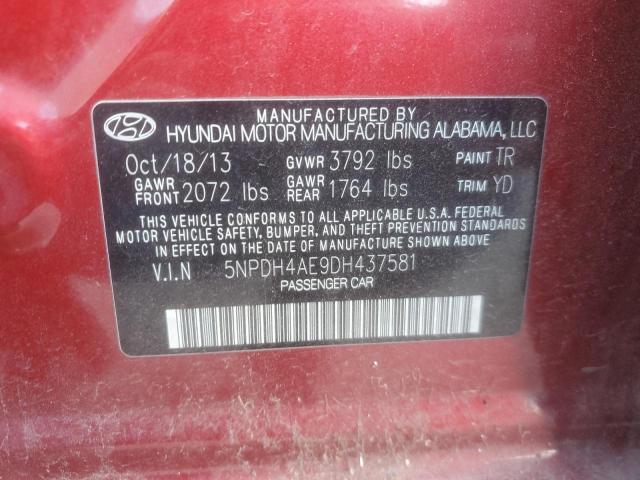 MANUFACTURED BY
HYUNDAI MOTOR MANUFACTURING ALABAMA, LLC
Oct/18/13 GVWR 3792 lbs PAINT TR
GAWR FRONT 2072 lbs GAWR REAR 1764 lbs TRIM YD
THIS VEHICLE CONFORMS TO ALL APPLICABLE U.S.A. FEDERAL
MOTOR VEHICLE SAFETY, BUMPER, AND THEFT PREVENTION STANDARDS
IN EFFECT ON THE DATE OF MANUFACTURE SHOWN ABOVE.
V.I.N 5NPDH4AE9DH437581
PASSENGER CAR